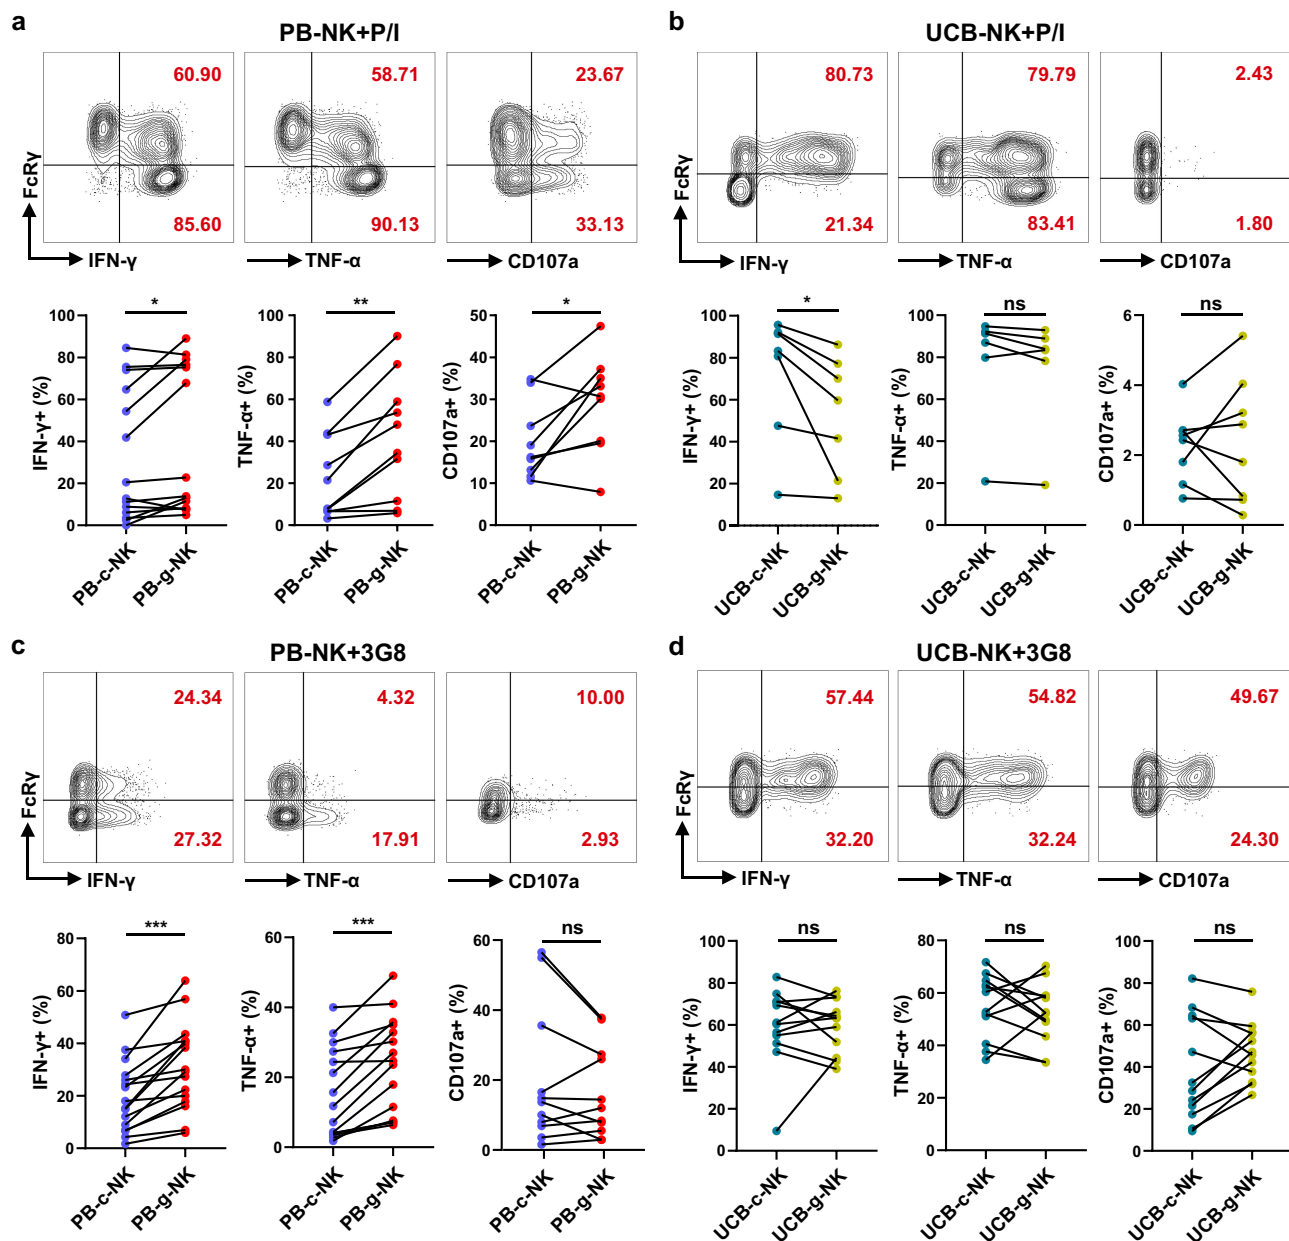 a
PB-NK+P/I
60.90
58.71
23.67
85.60
90.13
33.13
FcRγ
IFN-γ
TNF-α
CD107a
*
**
*
IFN-γ+ (%)
100
80
60
40
20
0
PB-c-NK
PB-g-NK
TNF-α+ (%)
100
80
60
40
20
0
PB-c-NK
PB-g-NK
CD107a+ (%)
50
40
30
20
10
0
PB-c-NK
PB-g-NK
b
UCB-NK+P/I
80.73
79.79
2.43
21.34
83.41
1.80
FcRγ
IFN-γ
TNF-α
CD107a
*
ns
ns
IFN-γ+ (%)
100
80
60
40
20
0
UCB-c-NK
UCB-g-NK
TNF-α+ (%)
100
80
60
40
20
0
UCB-c-NK
UCB-g-NK
CD107a+ (%)
6
4
2
0
UCB-c-NK
UCB-g-NK
c
PB-NK+3G8
24.34
4.32
10.00
27.32
17.91
2.93
FcRγ
IFN-γ
TNF-α
CD107a
***
***
ns
IFN-γ+ (%)
80
60
40
20
0
PB-c-NK
PB-g-NK
TNF-α+ (%)
60
40
20
0
PB-c-NK
PB-g-NK
CD107a+ (%)
60
40
20
0
PB-c-NK
PB-g-NK
d
UCB-NK+3G8
57.44
54.82
49.67
32.20
32.24
24.30
FcRγ
IFN-γ
TNF-α
CD107a
ns
ns
ns
IFN-γ+ (%)
100
80
60
40
20
0
UCB-c-NK
UCB-g-NK
TNF-α+ (%)
80
60
40
20
0
UCB-c-NK
UCB-g-NK
CD107a+ (%)
100
80
60
40
20
0
UCB-c-NK
UCB-g-NK